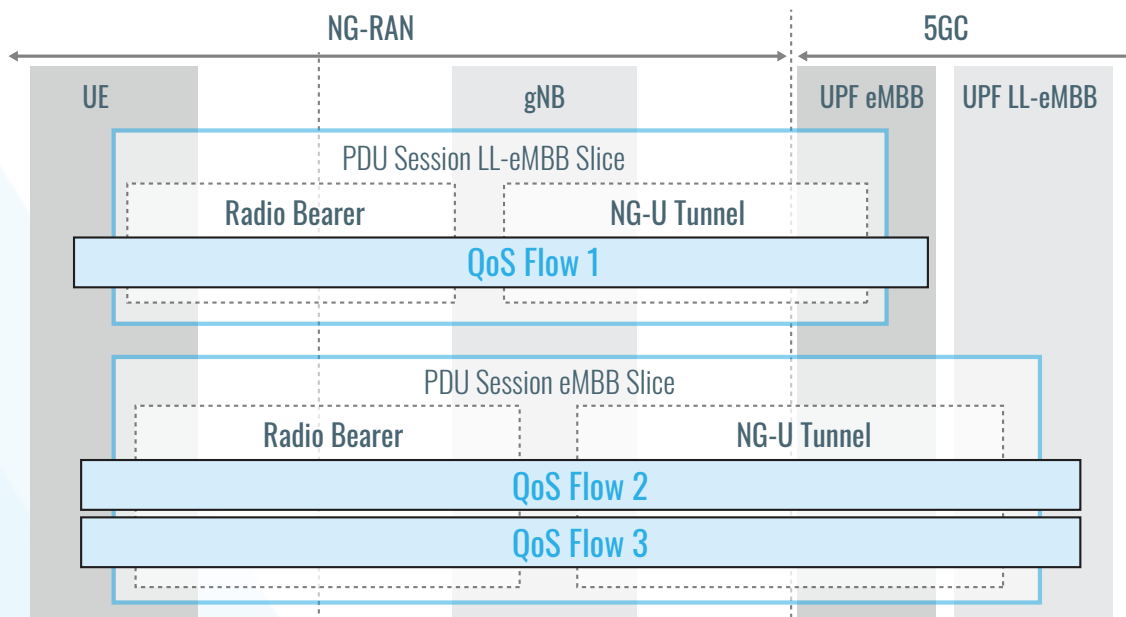 NG-RAN
5GC
UE
gNB
UPF eMBB
UPF LL-eMBB
PDU Session LL-eMBB Slice
Radio Bearer
NG-U Tunnel
QoS Flow 1
PDU Session eMBB Slice
Radio Bearer
NG-U Tunnel
QoS Flow 2
QoS Flow 3